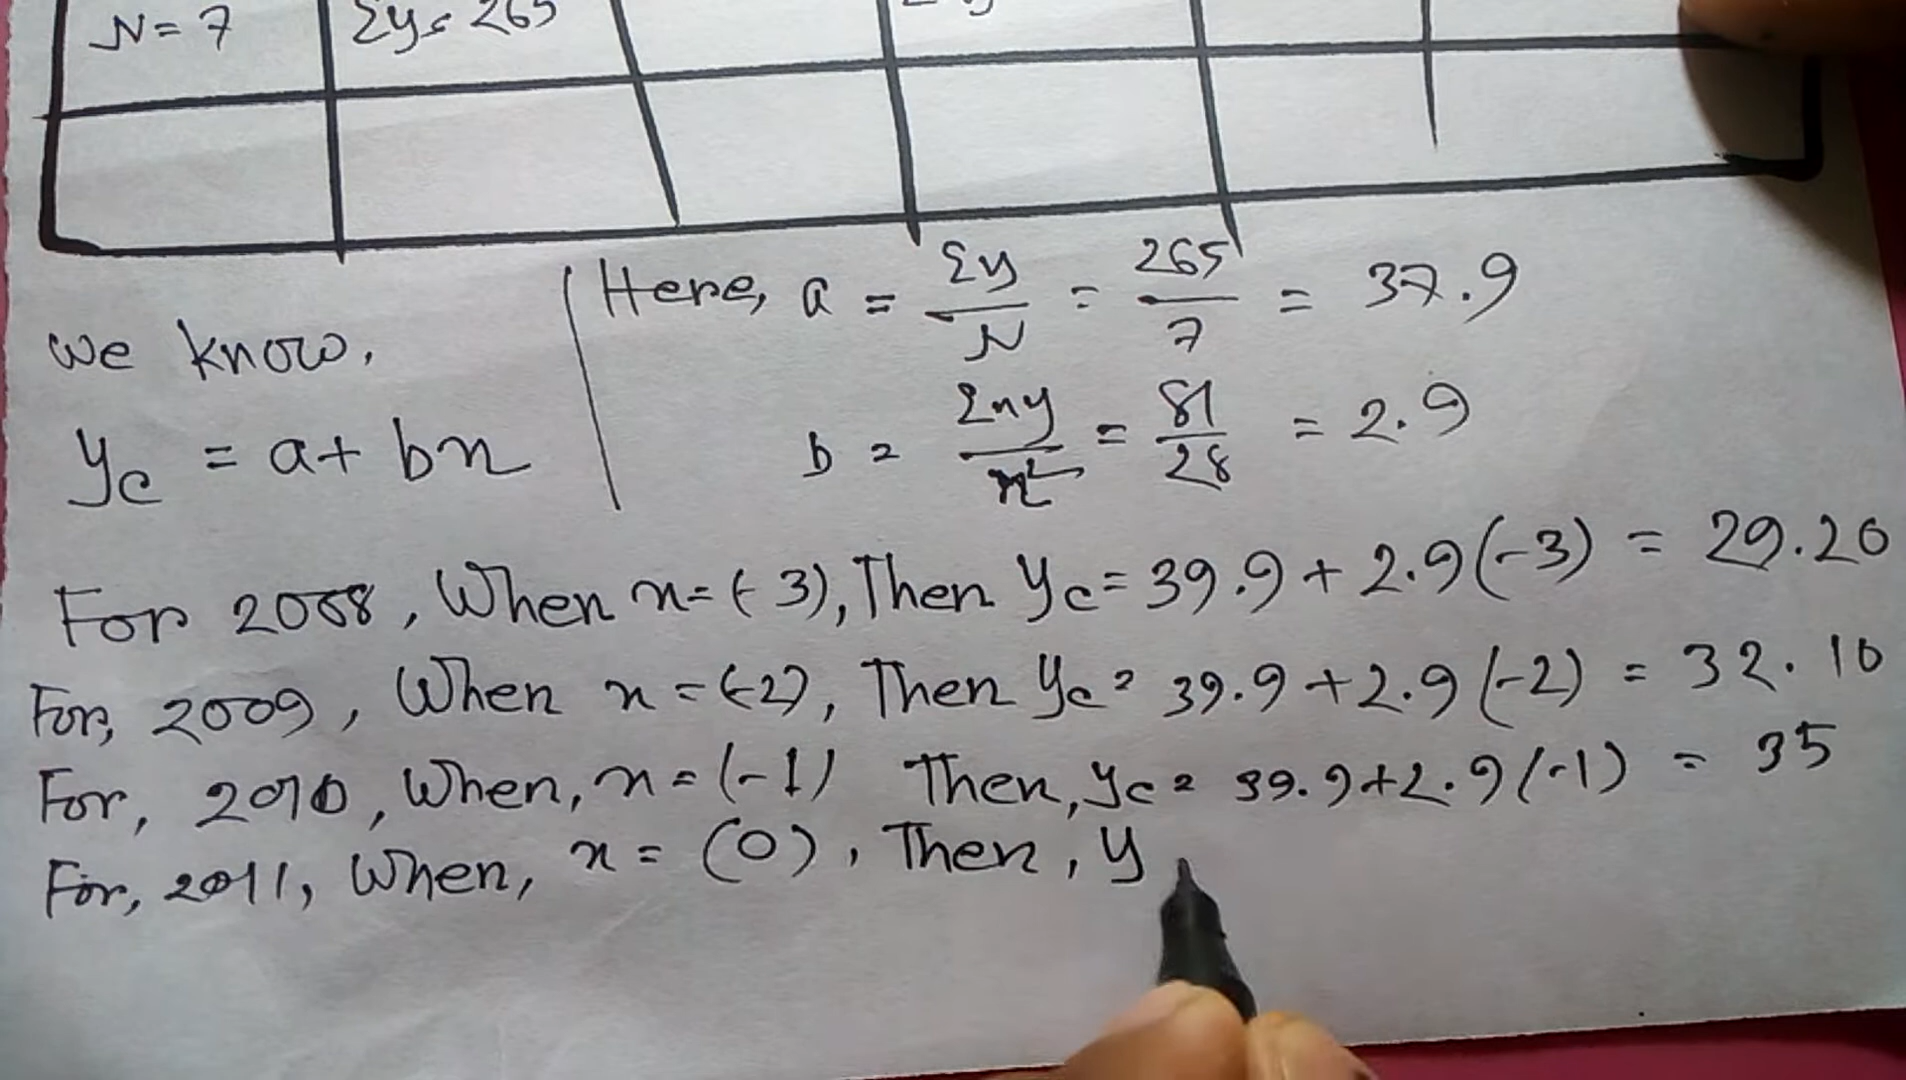 N = 7 Σy = 265
Here, a = Σy/N = 265/7 = 37.9
we know,
b = Σxy/x² = 81/28 = 2.9
yc = a + bx
For 2008, When x = (-3), Then yc = 39.9 + 2.9(-3) = 29.20
For, 2009, When x = (-2), Then yc = 39.9 + 2.9(-2) = 32.10
For, 2010, When, x = (-1) Then, yc = 39.9 + 2.9(-1) = 35
For, 2011, When, x = (0), Then, y